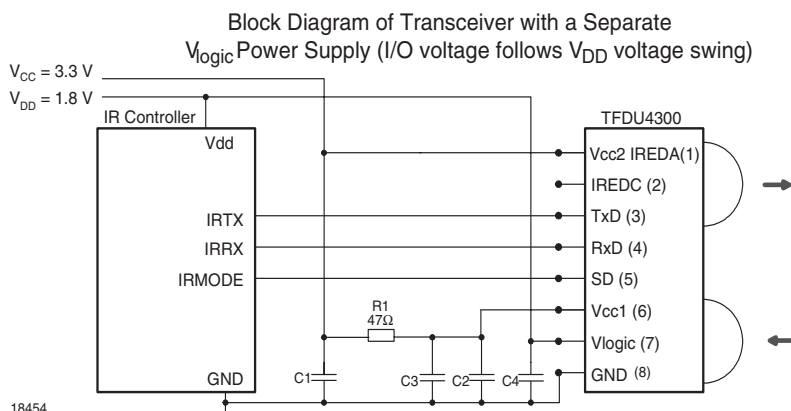 Block Diagram of Transceiver with a Separate
Vlogic Power Supply (I/O voltage follows VDD voltage swing)
VCC = 3.3 V
VDD = 1.8 V
IR Controller
TFDU4300
Vdd
Vcc2 IREDA(1)
IREDC (2)
IRTX
TxD (3)
IRRX
RxD (4)
IRMODE
SD (5)
R1
47Ω
Vcc1 (6)
Vlogic (7)
GND
C1
C3
C2
C4
GND (8)
18454